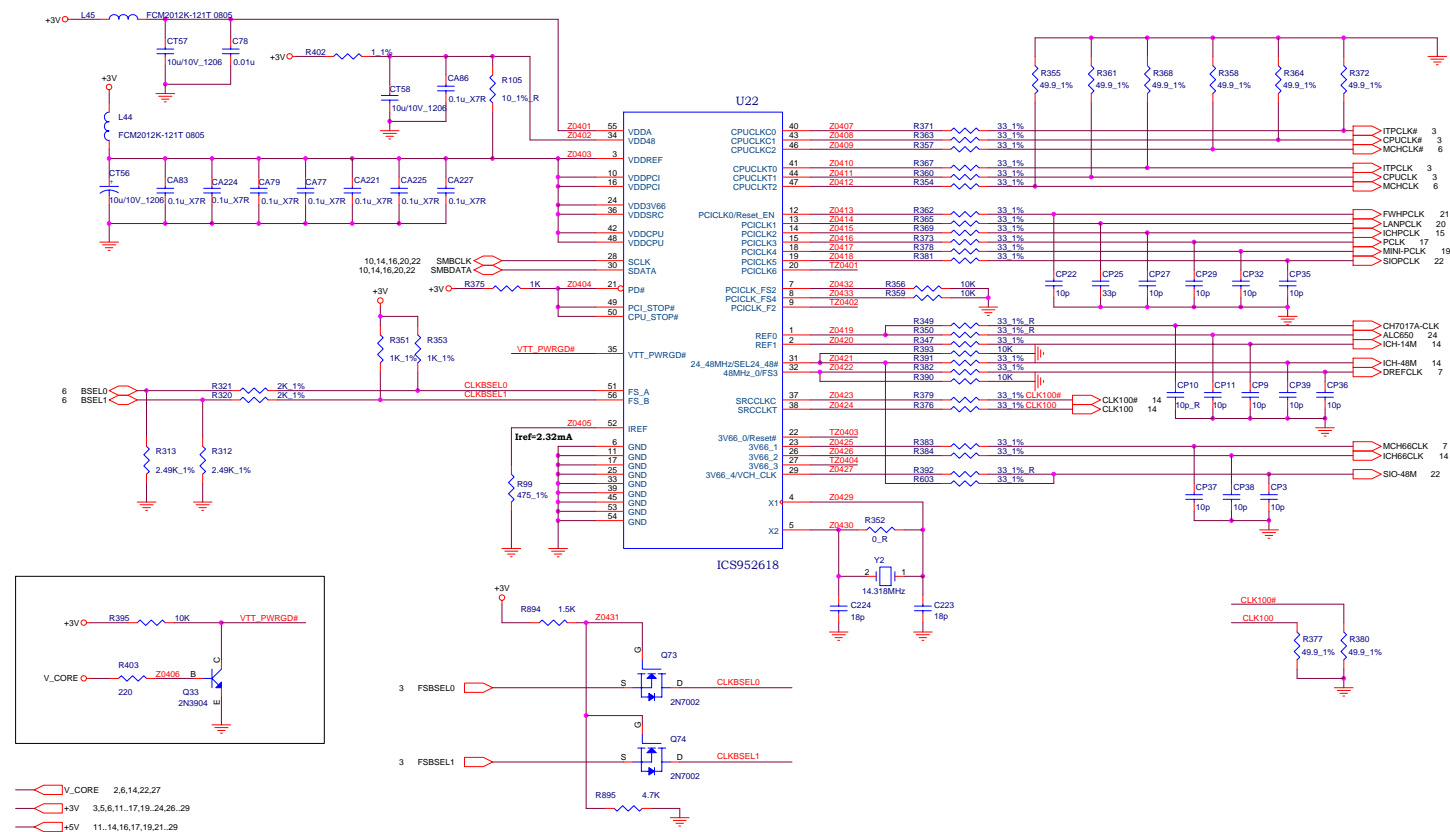 +3V L45 FCM2012K-121T 0805
CT57 10u/10V_1206
C78 0.01u
+3V R402 1_1%
CT58 10u/10V_1206
CA86 0.1u_X7R
R105 10_1%_R
+3V
L44
FCM2012K-121T 0805
CT56 + 10u/10V_1206
CA83 0.1u_X7R
CA224 0.1u_X7R
CA79 0.1u_X7R
CA77 0.1u_X7R
CA221 0.1u_X7R
CA225 0.1u_X7R
CA227 0.1u_X7R
U22
Z0401 55 VDDA
Z0402 34 VDD48
Z0403 3 VDDREF
10 VDDPCI
16 VDDPCI
24 VDD3V66
36 VDDSRC
42 VDDCPU
48 VDDCPU
10,14,16,20,22 SMBCLK 28 SCLK
10,14,16,20,22 SMBDATA 30 SDATA
+3V R375 1K Z0404 21 PD#
49 PCI_STOP#
50 CPU_STOP#
+3V
R351 1K_1%
R353 1K_1%
VTT_PWRGD# 35 VTT_PWRGD#
6 BSEL0 R321 2K_1% CLKBSEL0 51 FS_A
6 BSEL1 R320 2K_1% CLKBSEL1 56 FS_B
R313 2.49K_1%
R312 2.49K_1%
Z0405 52 IREF
Iref=2.32mA
R99 475_1%
6 GND
11 GND
17 GND
25 GND
33 GND
39 GND
45 GND
53 GND
54 GND
R355 49.9_1%
R361 49.9_1%
R368 49.9_1%
R358 49.9_1%
R364 49.9_1%
R372 49.9_1%
CPUCLKC0 40 Z0407 R371 33_1% ITPCLK# 3
CPUCLKC1 43 Z0408 R363 33_1% CPUCLK# 3
CPUCLKC2 46 Z0409 R357 33_1% MCHCLK# 6
CPUCLKT0 41 Z0410 R367 33_1% ITPCLK 3
CPUCLKT1 44 Z0411 R360 33_1% CPUCLK 3
CPUCLKT2 47 Z0412 R354 33_1% MCHCLK 6
PCICLK0/Reset_EN 12 Z0413 R362 33_1% FWHPCLK 21
PCICLK1 13 Z0414 R365 33_1% LANPCLK 20
PCICLK2 14 Z0415 R369 33_1% ICHPCLK 15
PCICLK3 15 Z0416 R373 33_1% PCLK 17
PCICLK4 18 Z0417 R378 33_1% MINI-PCLK 19
PCICLK5 19 Z0418 R381 33_1% SIOPCLK 22
PCICLK6 20 TZ0401
CP22 10p
CP25 33p
CP27 10p
CP29 10p
CP32 10p
CP35 10p
PCICLK_FS2 7 Z0432 R356 10K
PCICLK_FS4 8 Z0433 R359 10K
PCICLK_F2 9 TZ0402
R349 33_1%_R CH7017A-CLK
REF0 1 Z0419 R350 33_1%_R ALC650 24
REF1 2 Z0420 R347 33_1% ICH-14M 14
R393 10K
24_48MHz/SEL24_48# 31 Z0421 R391 33_1% ICH-48M 14
48MHz_0/FS3 32 Z0422 R382 33_1% DREFCLK 7
R390 10K
SRCCLKC 37 Z0423 R379 33_1% CLK100# CLK100# 14
SRCCLKT 38 Z0424 R376 33_1% CLK100 CLK100 14
CP10 10p_R
CP11 10p
CP9 10p
CP39 10p
CP36 10p
3V66_0/Reset# 22 TZ0403
3V66_1 23 Z0425 R383 33_1% MCH66CLK 7
3V66_2 26 Z0426 R384 33_1% ICH66CLK 14
3V66_3 27 TZ0404
3V66_4/VCH_CLK 29 Z0427 R392 33_1%_R SIO-48M 22
R603 33_1%
CP37 10p
CP38 10p
CP3 10p
X1 4 Z0429
X2 5 Z0430 R352 0_R
ICS952618
Y2
2 1
14.318MHz
C224 18p
C223 18p
+3V R395 10K VTT_PWRGD#
V_CORE R403 220 Z0406 B C E
Q33
2N3904
+3V
R894 1.5K Z0431
G Q73
3 FSBSEL0 S D CLKBSEL0
2N7002
G Q74
3 FSBSEL1 S D CLKBSEL1
2N7002
R895 4.7K
CLK100#
CLK100
R377 49.9_1%
R380 49.9_1%
V_CORE 2,6,14,22,27
+3V 3,5,6,11..17,19..24,26..29
+5V 11..14,16,17,19,21..29